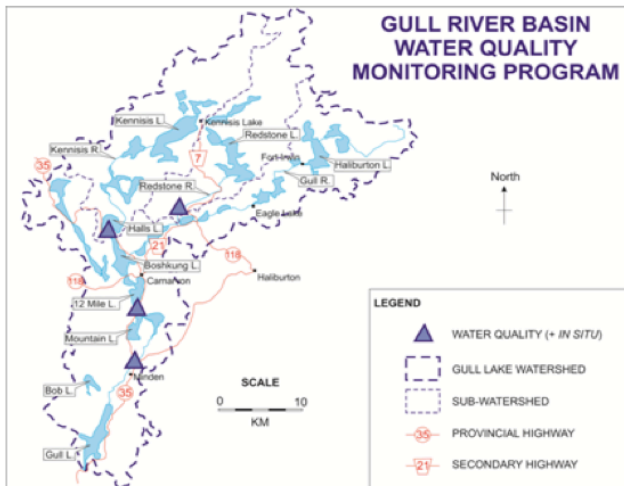 GULL RIVER BASIN
WATER QUALITY
MONITORING PROGRAM
Kennisis L.
Kennisis Lake
Redstone L.
Kennisis R.
35
7
Fort Irwin
Haliburton L.
Redstone R.
Gull R.
North
Eagle Lake
Halls L.
21
118
Boshkung L.
118
Carnarvon
Haliburton
12 Mile L.
LEGEND
WATER QUALITY (+ IN SITU)
Mountain L.
GULL LAKE WATERSHED
Minden
SCALE
Bob L.
35
0 10
KM
SUB-WATERSHED
35 PROVINCIAL HIGHWAY
Gull L.
21 SECONDARY HIGHWAY